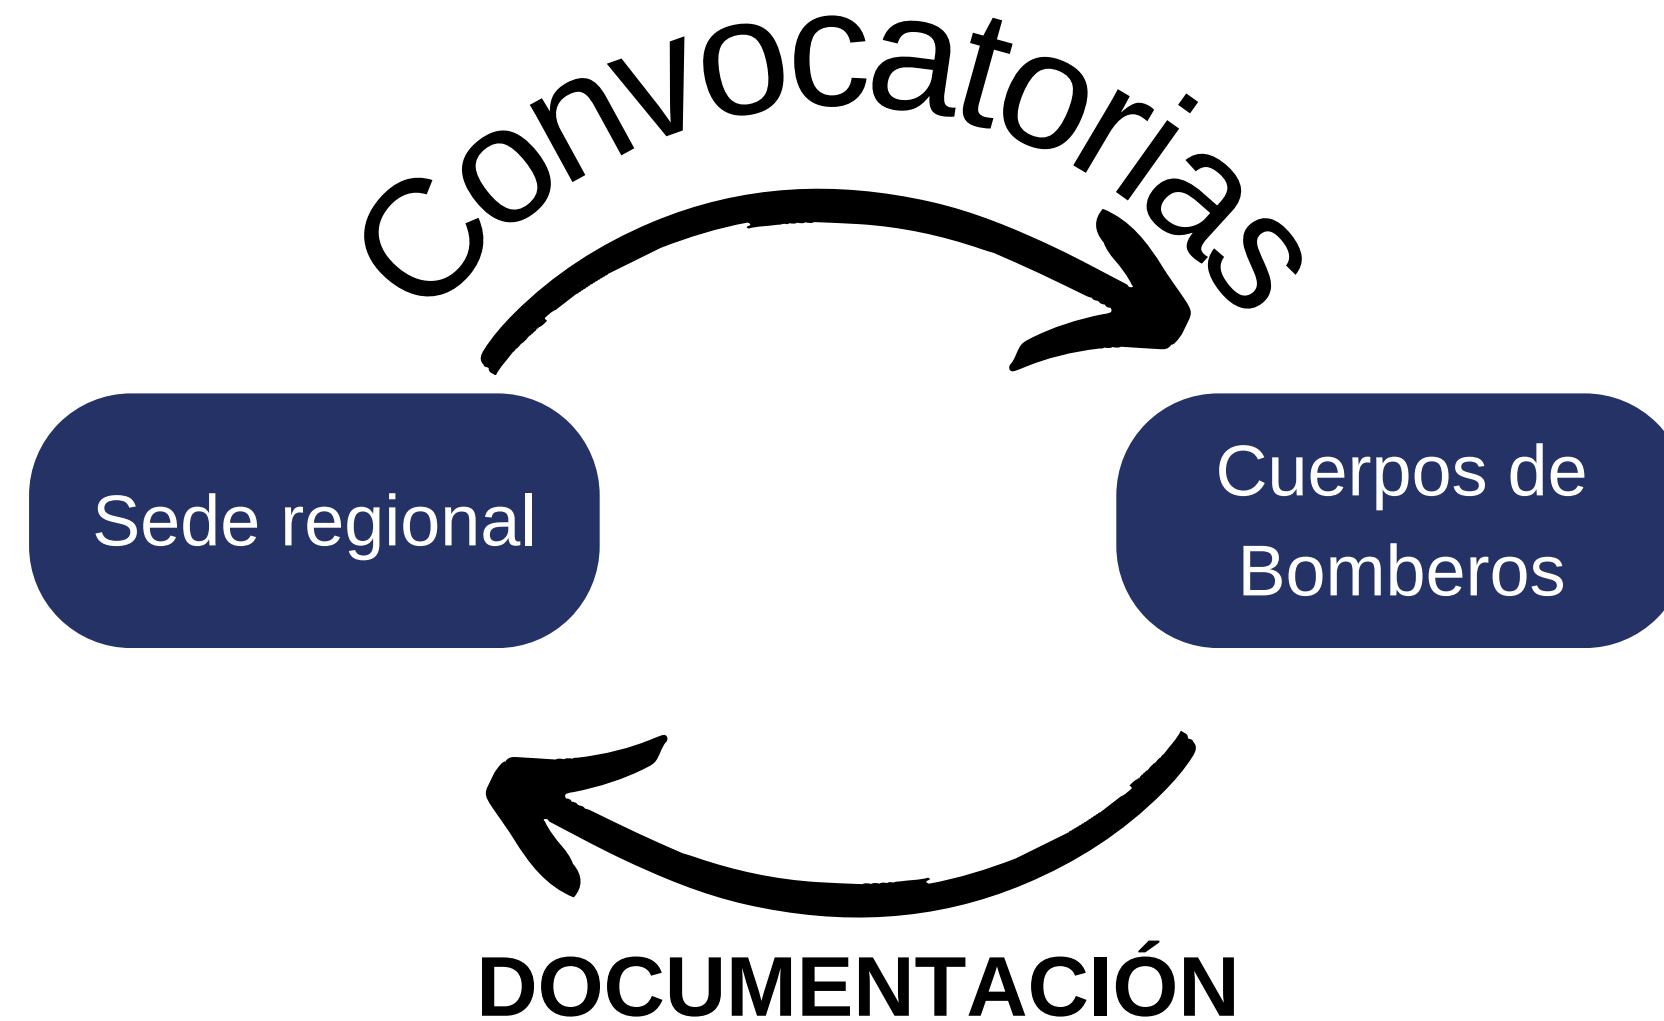 Convocatorias
Sede regional
Cuerpos de
Bomberos
DOCUMENTACIÓN